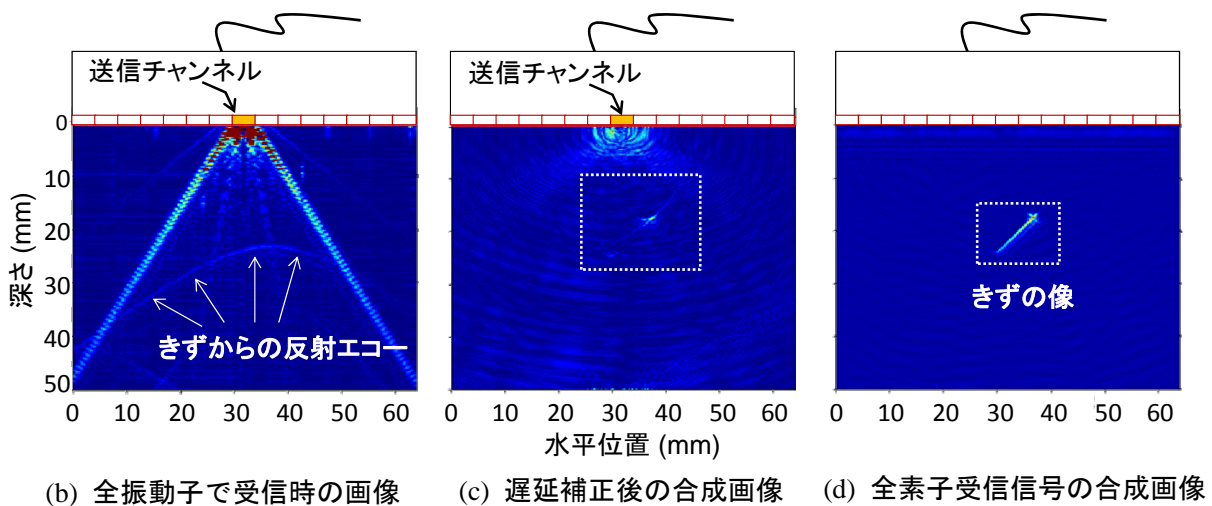 送信チャンネル
送信チャンネル
0
10
20
30
40
50
深さ (mm)
きずからの反射エコー
きずの像
0 10 20 30 40 50 60
0 10 20 30 40 50 60
0 10 20 30 40 50 60
水平位置 (mm)
(b) 全振動子で受信時の画像
(c) 遅延補正後の合成画像
(d) 全素子受信信号の合成画像